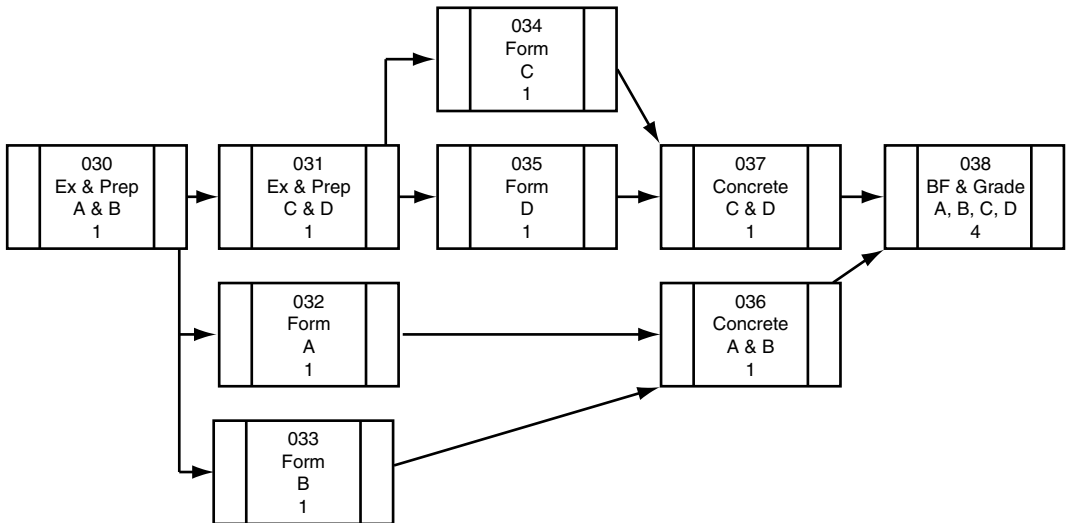 034
Form
C
1
030
Ex & Prep
A & B
1
031
Ex & Prep
C & D
1
035
Form
D
1
037
Concrete
C & D
1
038
BF & Grade
A, B, C, D
4
032
Form
A
1
036
Concrete
A & B
1
033
Form
B
1